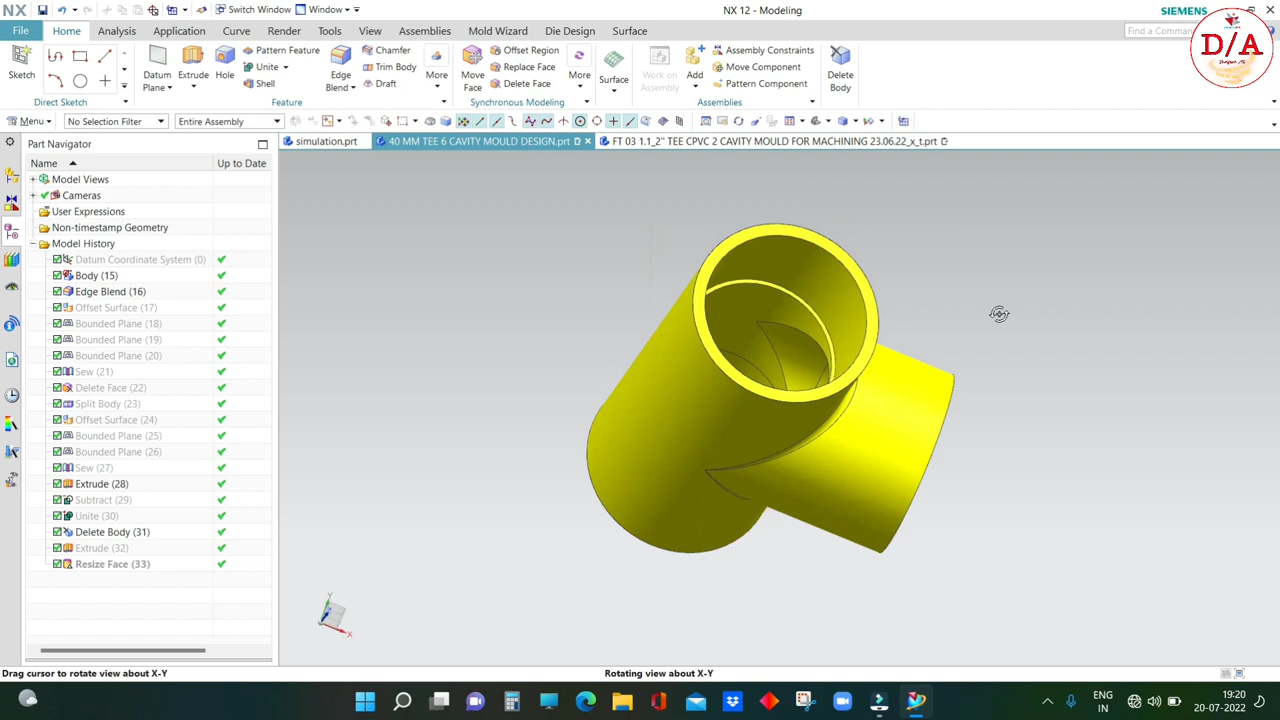 NX
Switch Window
Window
NX 12 - Modeling
SIEMENS
File
Home
Analysis
Application
Curve
Render
Tools
View
Assemblies
Mold Wizard
Die Design
Surface
Find a Comman
D/A
Sketch
Direct Sketch
Datum Plane
Extrude
Hole
Pattern Feature
Unite
Shell
Edge Blend
Chamfer
Trim Body
Draft
More
Feature
Move Face
Offset Region
Replace Face
Delete Face
More
Synchronous Modeling
Surface
Work on Assembly
Add
Assembly Constraints
Move Component
Pattern Component
Assemblies
Delete Body
Menu
No Selection Filter
Entire Assembly
Part Navigator
simulation.prt
40 MM TEE 6 CAVITY MOULD DESIGN.prt
FT 03 1.1_2" TEE CPVC 2 CAVITY MOULD FOR MACHINING 23.06.22_x_t.prt
Name
Up to Date
Model Views
Cameras
User Expressions
Non-timestamp Geometry
Model History
Datum Coordinate System (0)
Body (15)
Edge Blend (16)
Offset Surface (17)
Bounded Plane (18)
Bounded Plane (19)
Bounded Plane (20)
Sew (21)
Delete Face (22)
Split Body (23)
Offset Surface (24)
Bounded Plane (25)
Bounded Plane (26)
Sew (27)
Extrude (28)
Subtract (29)
Unite (30)
Delete Body (31)
Extrude (32)
Resize Face (33)
Y
X
Drag cursor to rotate view about X-Y
Rotating view about X-Y
ENG
IN
19:20
20-07-2022